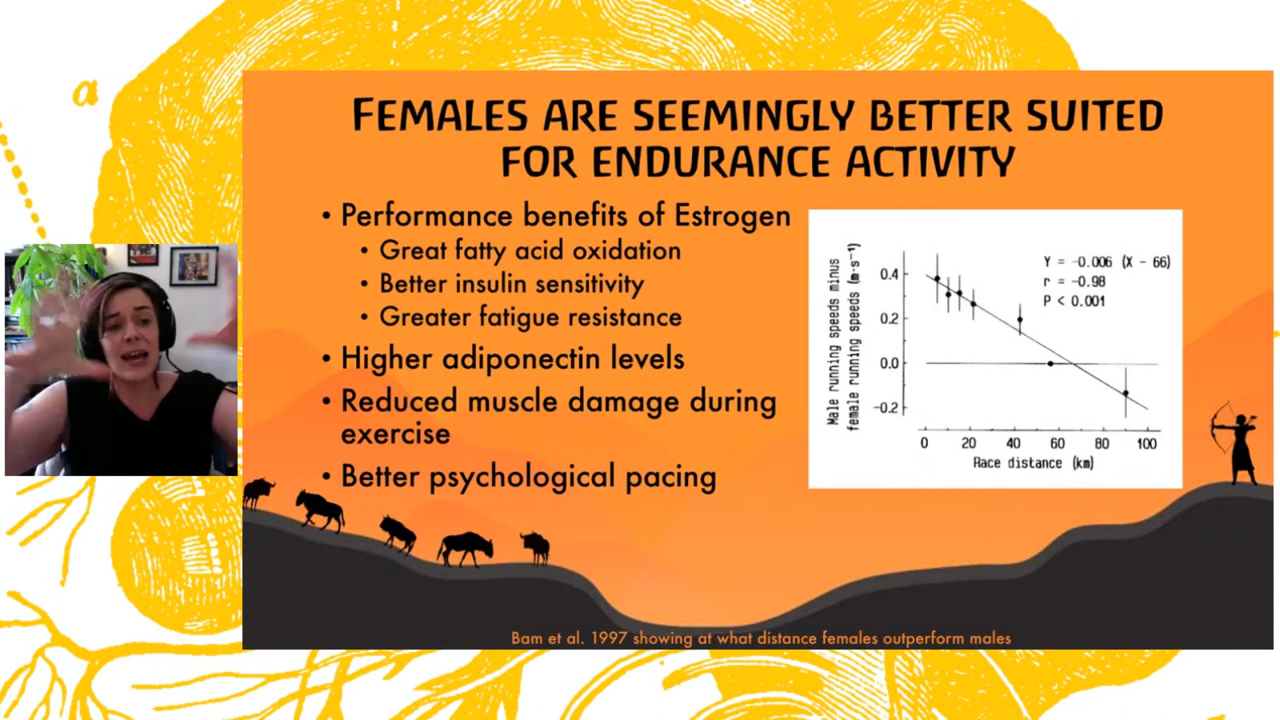 a
FEMALES ARE SEEMINGLY BETTER SUITED
FOR ENDURANCE ACTIVITY
• Performance benefits of Estrogen
• Great fatty acid oxidation
• Better insulin sensitivity
• Greater fatigue resistance
• Higher adiponectin levels
• Reduced muscle damage during
exercise
• Better psychological pacing
Male running speeds minus
female running speeds (m·s⁻¹)
0.4
0.2
0.0
-0.2
Y = -0.006 (X - 66)
r = -0.98
P < 0.001
0 20 40 60 80 100
Race distance (km)
Bam et al. 1997 showing at what distance females outperform males